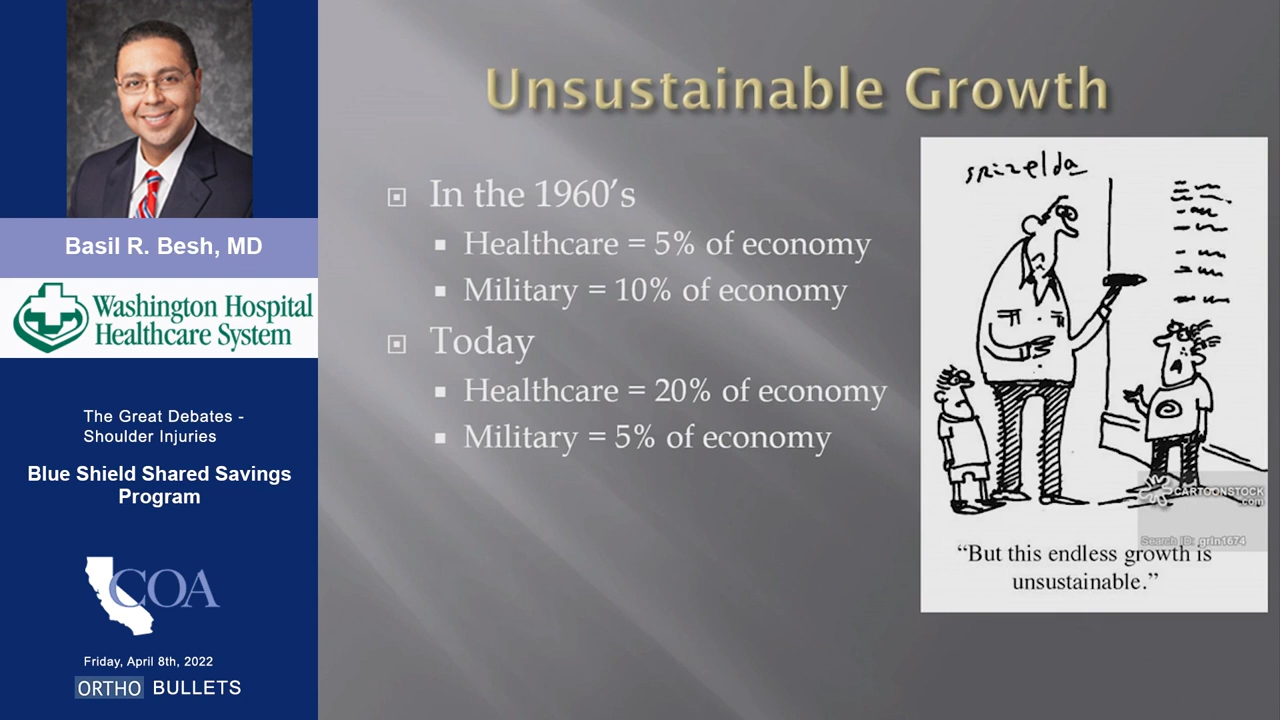 Basil R. Besh, MD
Washington Hospital
Healthcare System
The Great Debates -
Shoulder Injuries
Blue Shield Shared Savings
Program
COA
Friday, April 8th, 2022
ORTHO BULLETS
Unsustainable Growth
In the 1960’s
Healthcare = 5% of economy
Military = 10% of economy
Today
Healthcare = 20% of economy
Military = 5% of economy
grizelda
CARTOONSTOCK
.com
Search ID: grin1674
“But this endless growth is
unsustainable.”